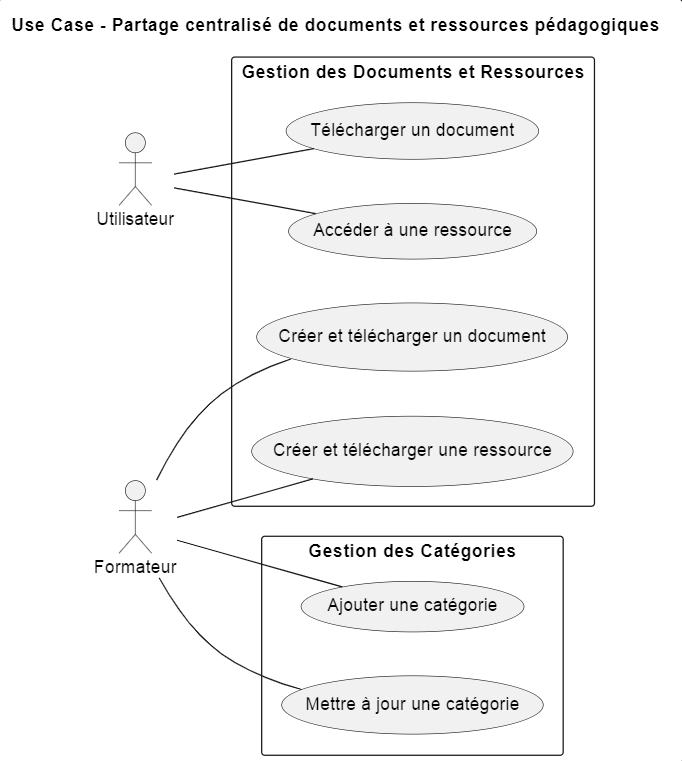 Use Case - Partage centralisé de documents et ressources pédagogiques
Gestion des Documents et Ressources
Télécharger un document
Utilisateur
Accéder à une ressource
Créer et télécharger un document
Créer et télécharger une ressource
Formateur
Gestion des Catégories
Ajouter une catégorie
Mettre à jour une catégorie